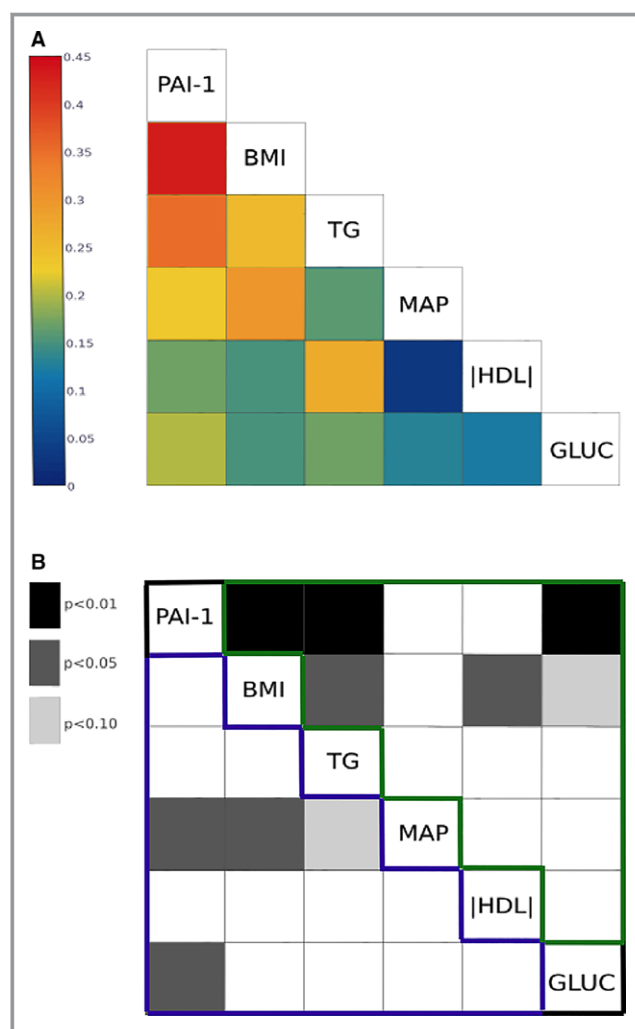 A
0.45
0.4
0.35
0.3
0.25
0.2
0.15
0.1
0.05
0
PAI-1
BMI
TG
MAP
|HDL|
GLUC
B
p<0.01
p<0.05
p<0.10
PAI-1
BMI
TG
MAP
|HDL|
GLUC